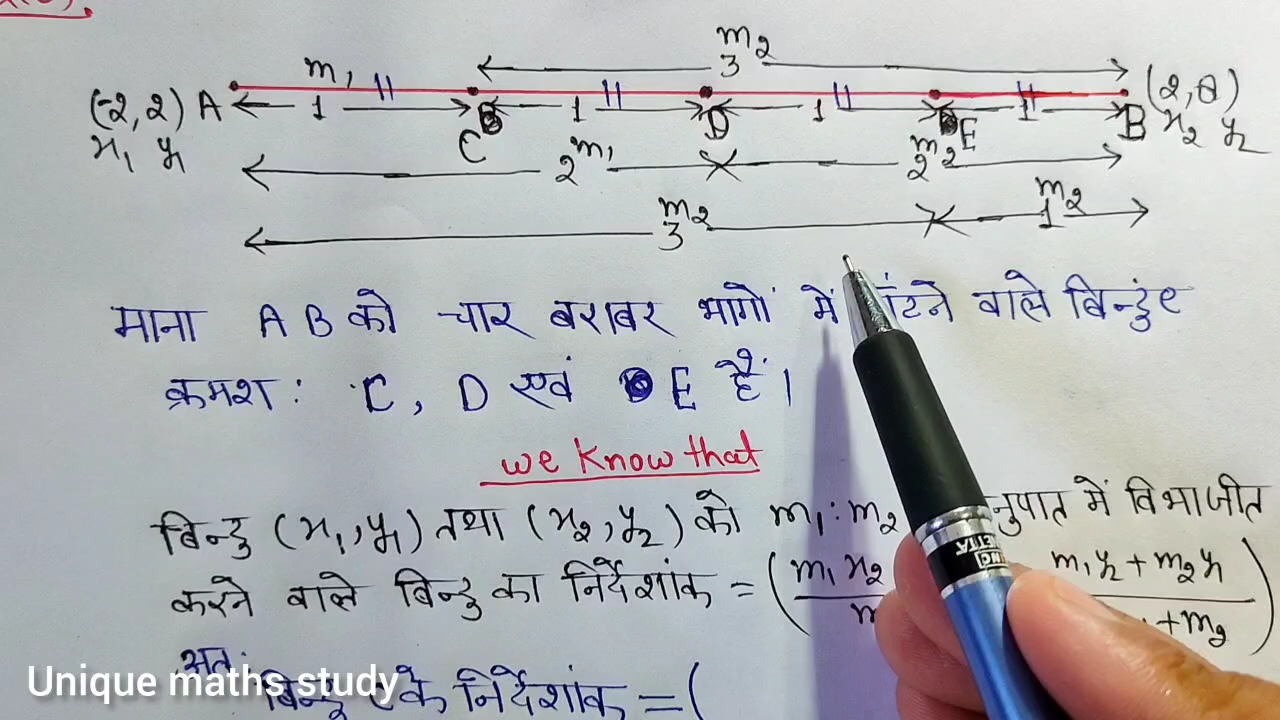 m₂
m₁ 3
(-2, 2) A 1 1 1 1 (2, 8)
x₁ y₁ C D E B x₂ y₂
2 m₁ m₂ 2
m₂ 3 m₂ 1
माना AB को चार बराबर भागों में वाले
क्रमश: C, D एवं E हैं।
we know that
बिन्दु (x₁, y₁) तथा (x₂, y₂) को m₁ : m₂ में विभाजीत
करने वाले बिन्दु का निर्देशांक = ( m₁x₂ m₁y₂ + m₂y₁ / + m₂ )
अत:
बिन्दु C के निर्देशांक = (
Unique maths study